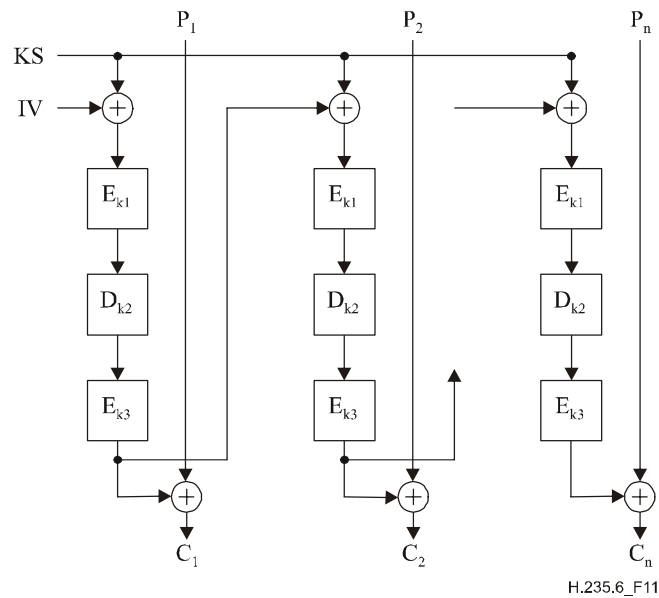 P1 P2 Pn
KS
IV + + +
Ek1 Ek1 Ek1
Dk2 Dk2 Dk2
Ek3 Ek3 Ek3
+ + +
C1 C2 Cn
H.235.6_F11